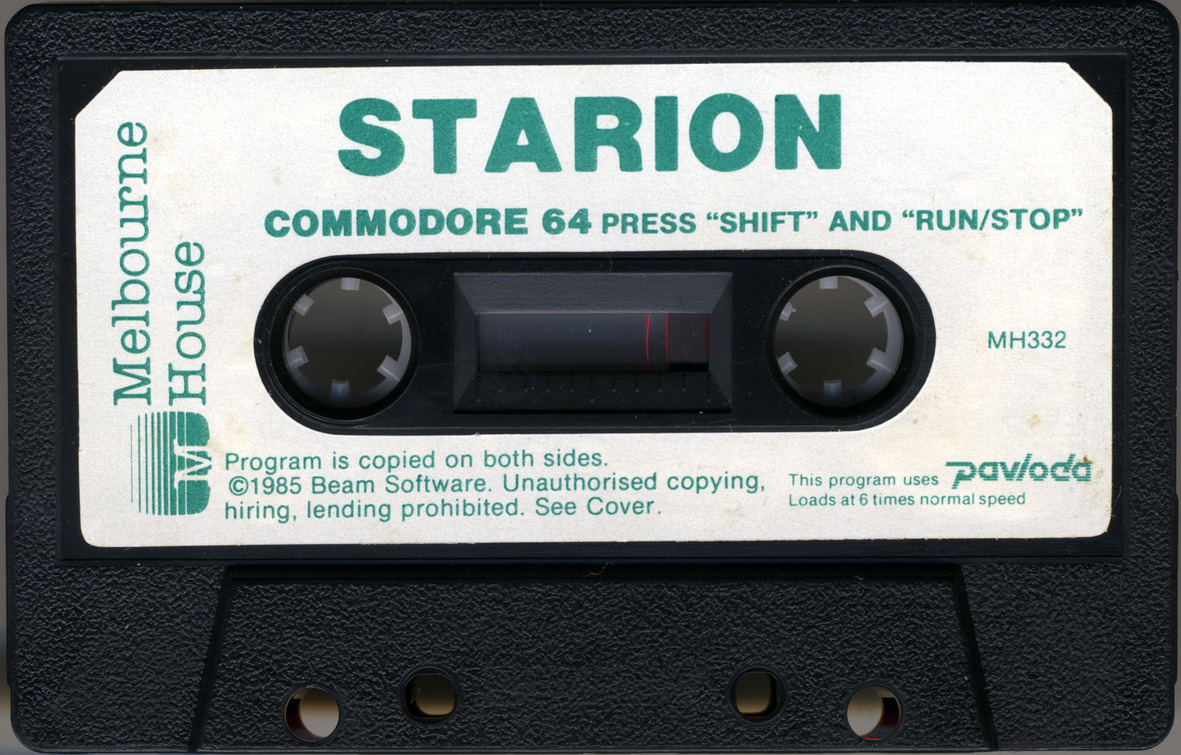 STARION
COMMODORE 64 PRESS “SHIFT” AND “RUN/STOP”
Melbourne
House
M
MH332
Program is copied on both sides.
©1985 Beam Software. Unauthorised copying,
hiring, lending prohibited. See Cover.
This program uses pavloda
Loads at 6 times normal speed